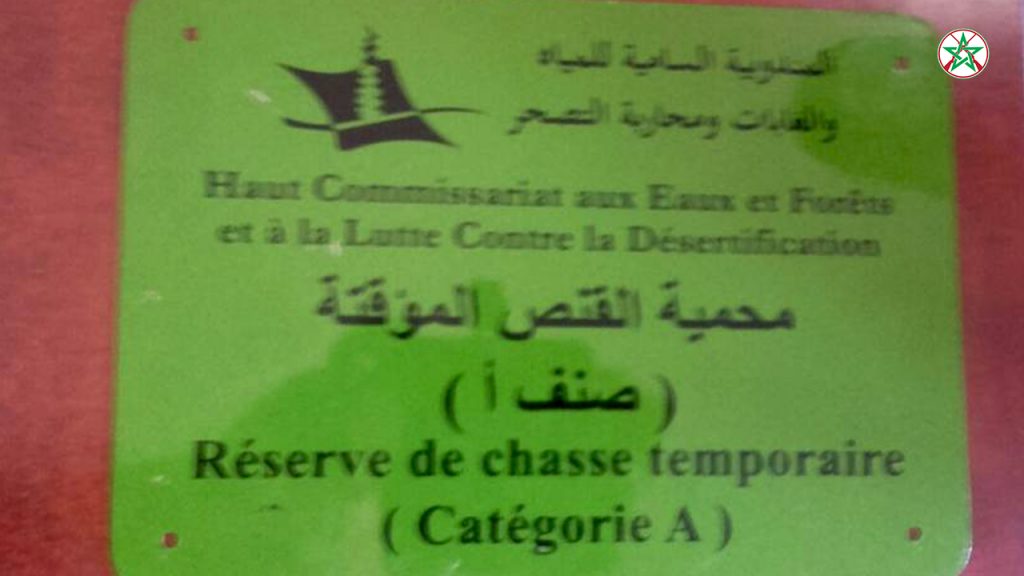 المندوبية السامية للمياه
والغابات ومحاربة التصحر
Haut Commissariat aux Eaux et Forêts
et à la Lutte Contre la Désertification
محمية القنص المؤقتة
( صنف أ )
Réserve de chasse temporaire
( Catégorie A )